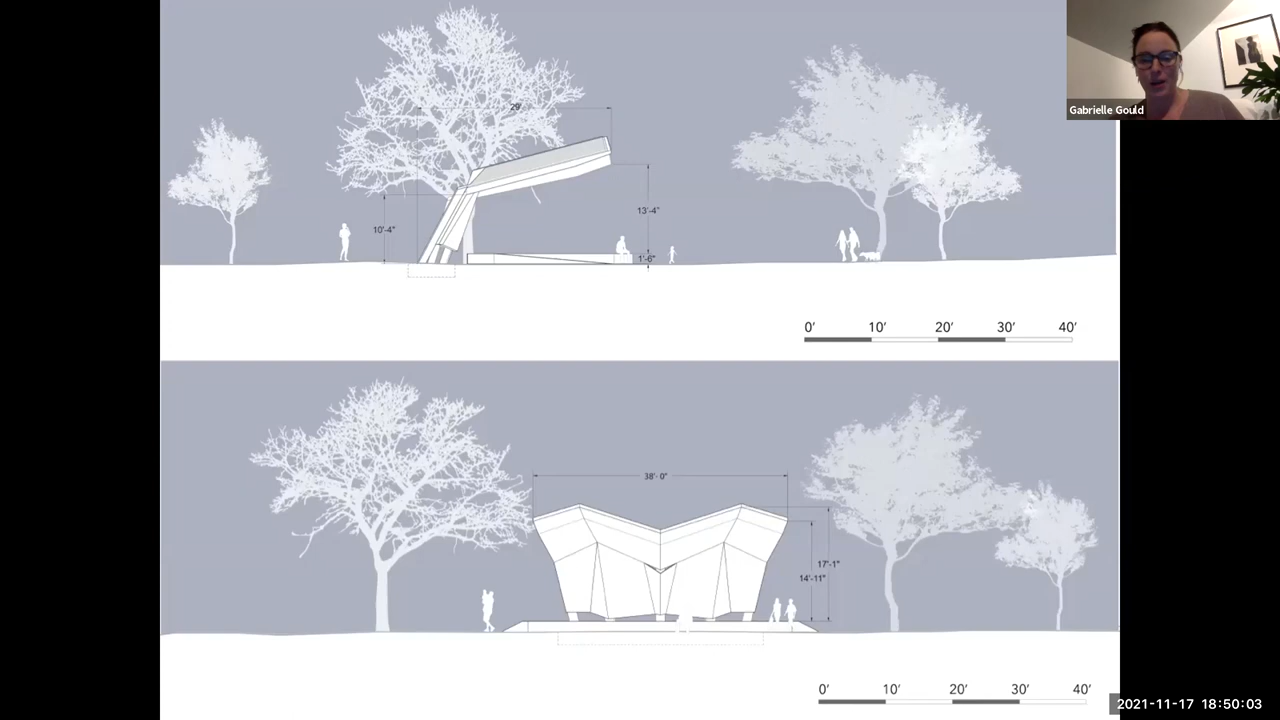 Gabrielle Gould
29'
13'-4"
10'-4"
1'-6"
0' 10' 20' 30' 40'
38'- 0"
17'-1"
14'-11"
0' 10' 20' 30' 40'
2021-11-17 18:50:03